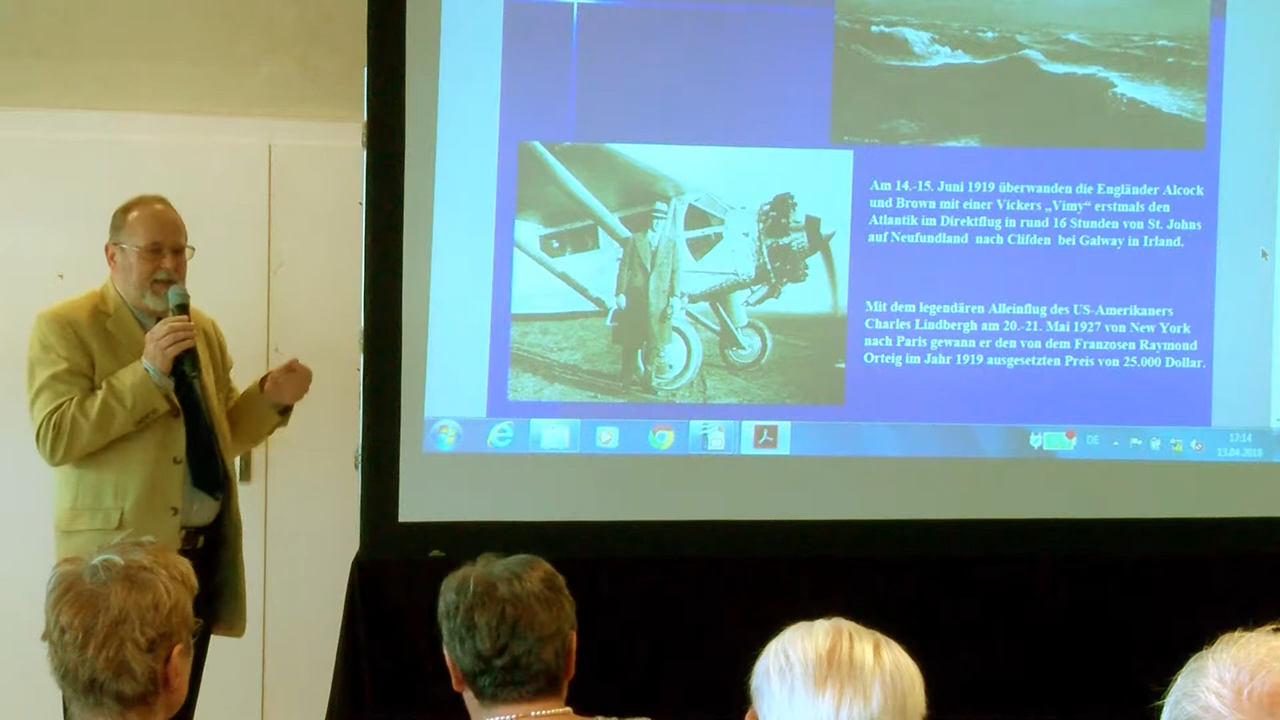 Am 14.-15. Juni 1919 überwanden die Engländer Alcock
und Brown mit einer Vickers „Vimy“ erstmals den
Atlantik im Direktflug in rund 16 Stunden von St. Johns
auf Neufundland nach Clifden bei Galway in Irland.
Mit dem legendären Alleinflug des US-Amerikaners
Charles Lindbergh am 20.-21. Mai 1927 von New York
nach Paris gewann er den von dem Franzosen Raymond
Orteig im Jahr 1919 ausgesetzten Preis von 25.000 Dollar.
DE
17:14
13.04.2018